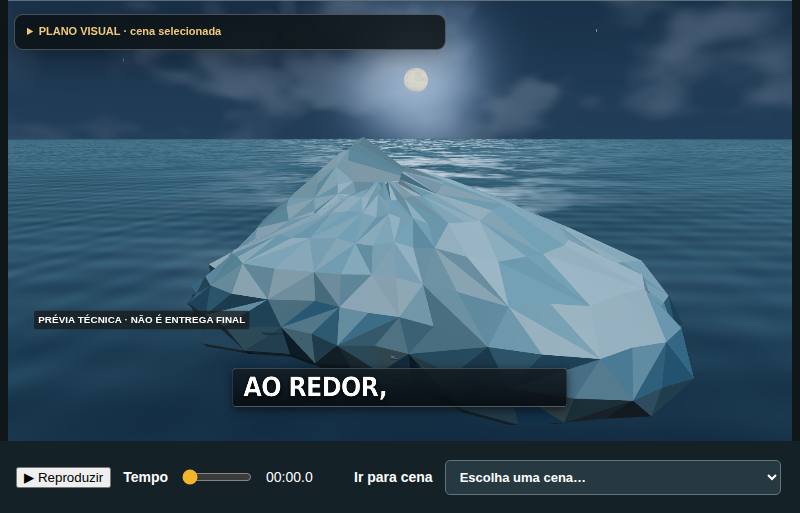 ▶ PLANO VISUAL · cena selecionada
PRÉVIA TÉCNICA · NÃO É ENTREGA FINAL
AO REDOR,
▶ Reproduzir Tempo 00:00.0 Ir para cena Escolha uma cena…